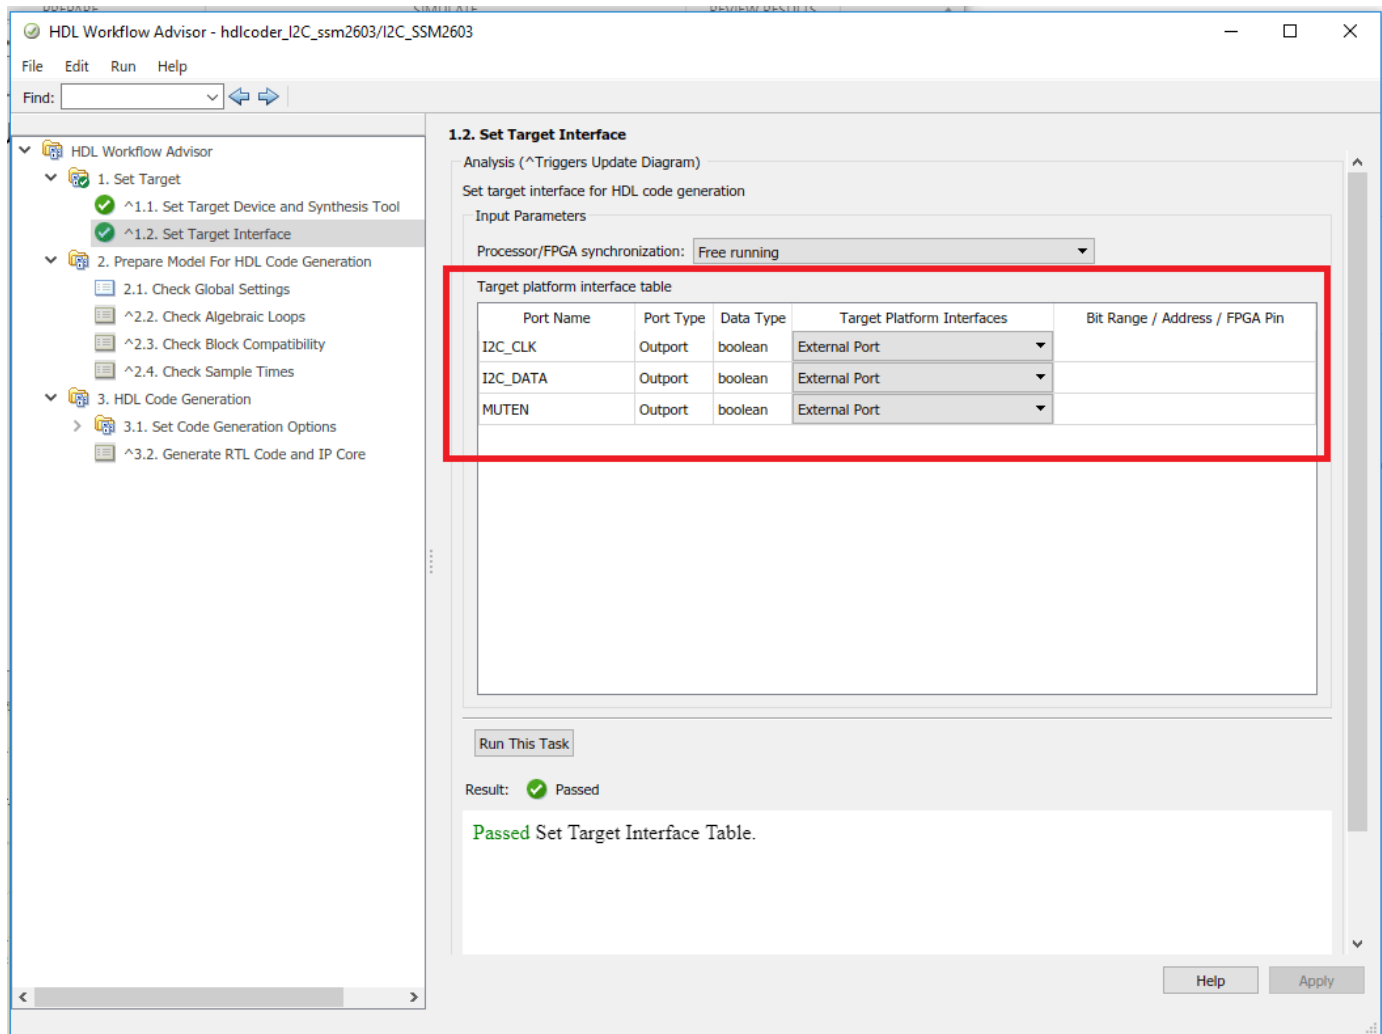 PREPARE SIMULATE REVIEW RESULTS
HDL Workflow Advisor - hdlcoder_I2C_ssm2603/I2C_SSM2603
File Edit Run Help
Find:
HDL Workflow Advisor
1. Set Target
^1.1. Set Target Device and Synthesis Tool
^1.2. Set Target Interface
2. Prepare Model For HDL Code Generation
2.1. Check Global Settings
^2.2. Check Algebraic Loops
^2.3. Check Block Compatibility
^2.4. Check Sample Times
3. HDL Code Generation
3.1. Set Code Generation Options
^3.2. Generate RTL Code and IP Core
1.2. Set Target Interface
Analysis (^Triggers Update Diagram)
Set target interface for HDL code generation
Input Parameters
Processor/FPGA synchronization: Free running
Target platform interface table
Port Name Port Type Data Type Target Platform Interfaces Bit Range / Address / FPGA Pin
I2C_CLK Outport boolean External Port
I2C_DATA Outport boolean External Port
MUTEN Outport boolean External Port
Run This Task
Result: Passed
Passed Set Target Interface Table.
Help Apply